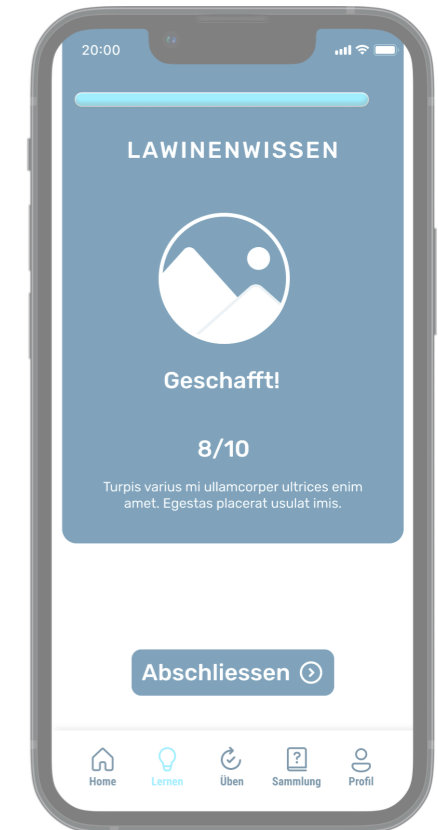 20:00
LAWINENWISSEN
Geschafft!
8/10
Turpis varius mi ullamcorper ultrices enim
amet. Egestas placerat usulat imis.
Abschliessen
Home Lernen Üben Sammlung Profil